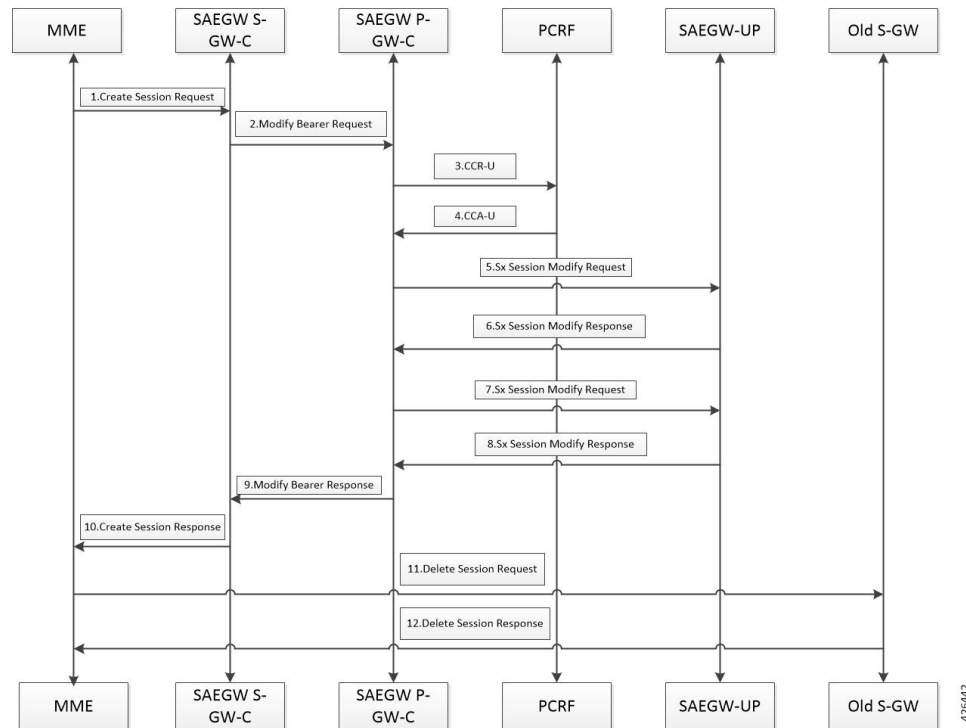 MME
SAEGW S-
GW-C
SAEGW P-
GW-C
PCRF
SAEGW-UP
Old S-GW
1.Create Session Request
2.Modify Bearer Request
3.CCR-U
4.CCA-U
5.Sx Session Modify Request
6.Sx Session Modify Response
7.Sx Session Modify Request
8.Sx Session Modify Response
9.Modify Bearer Response
10.Create Session Response
11.Delete Session Request
12.Delete Session Response
MME
SAEGW S-
GW-C
SAEGW P-
GW-C
PCRF
SAEGW-UP
Old S-GW